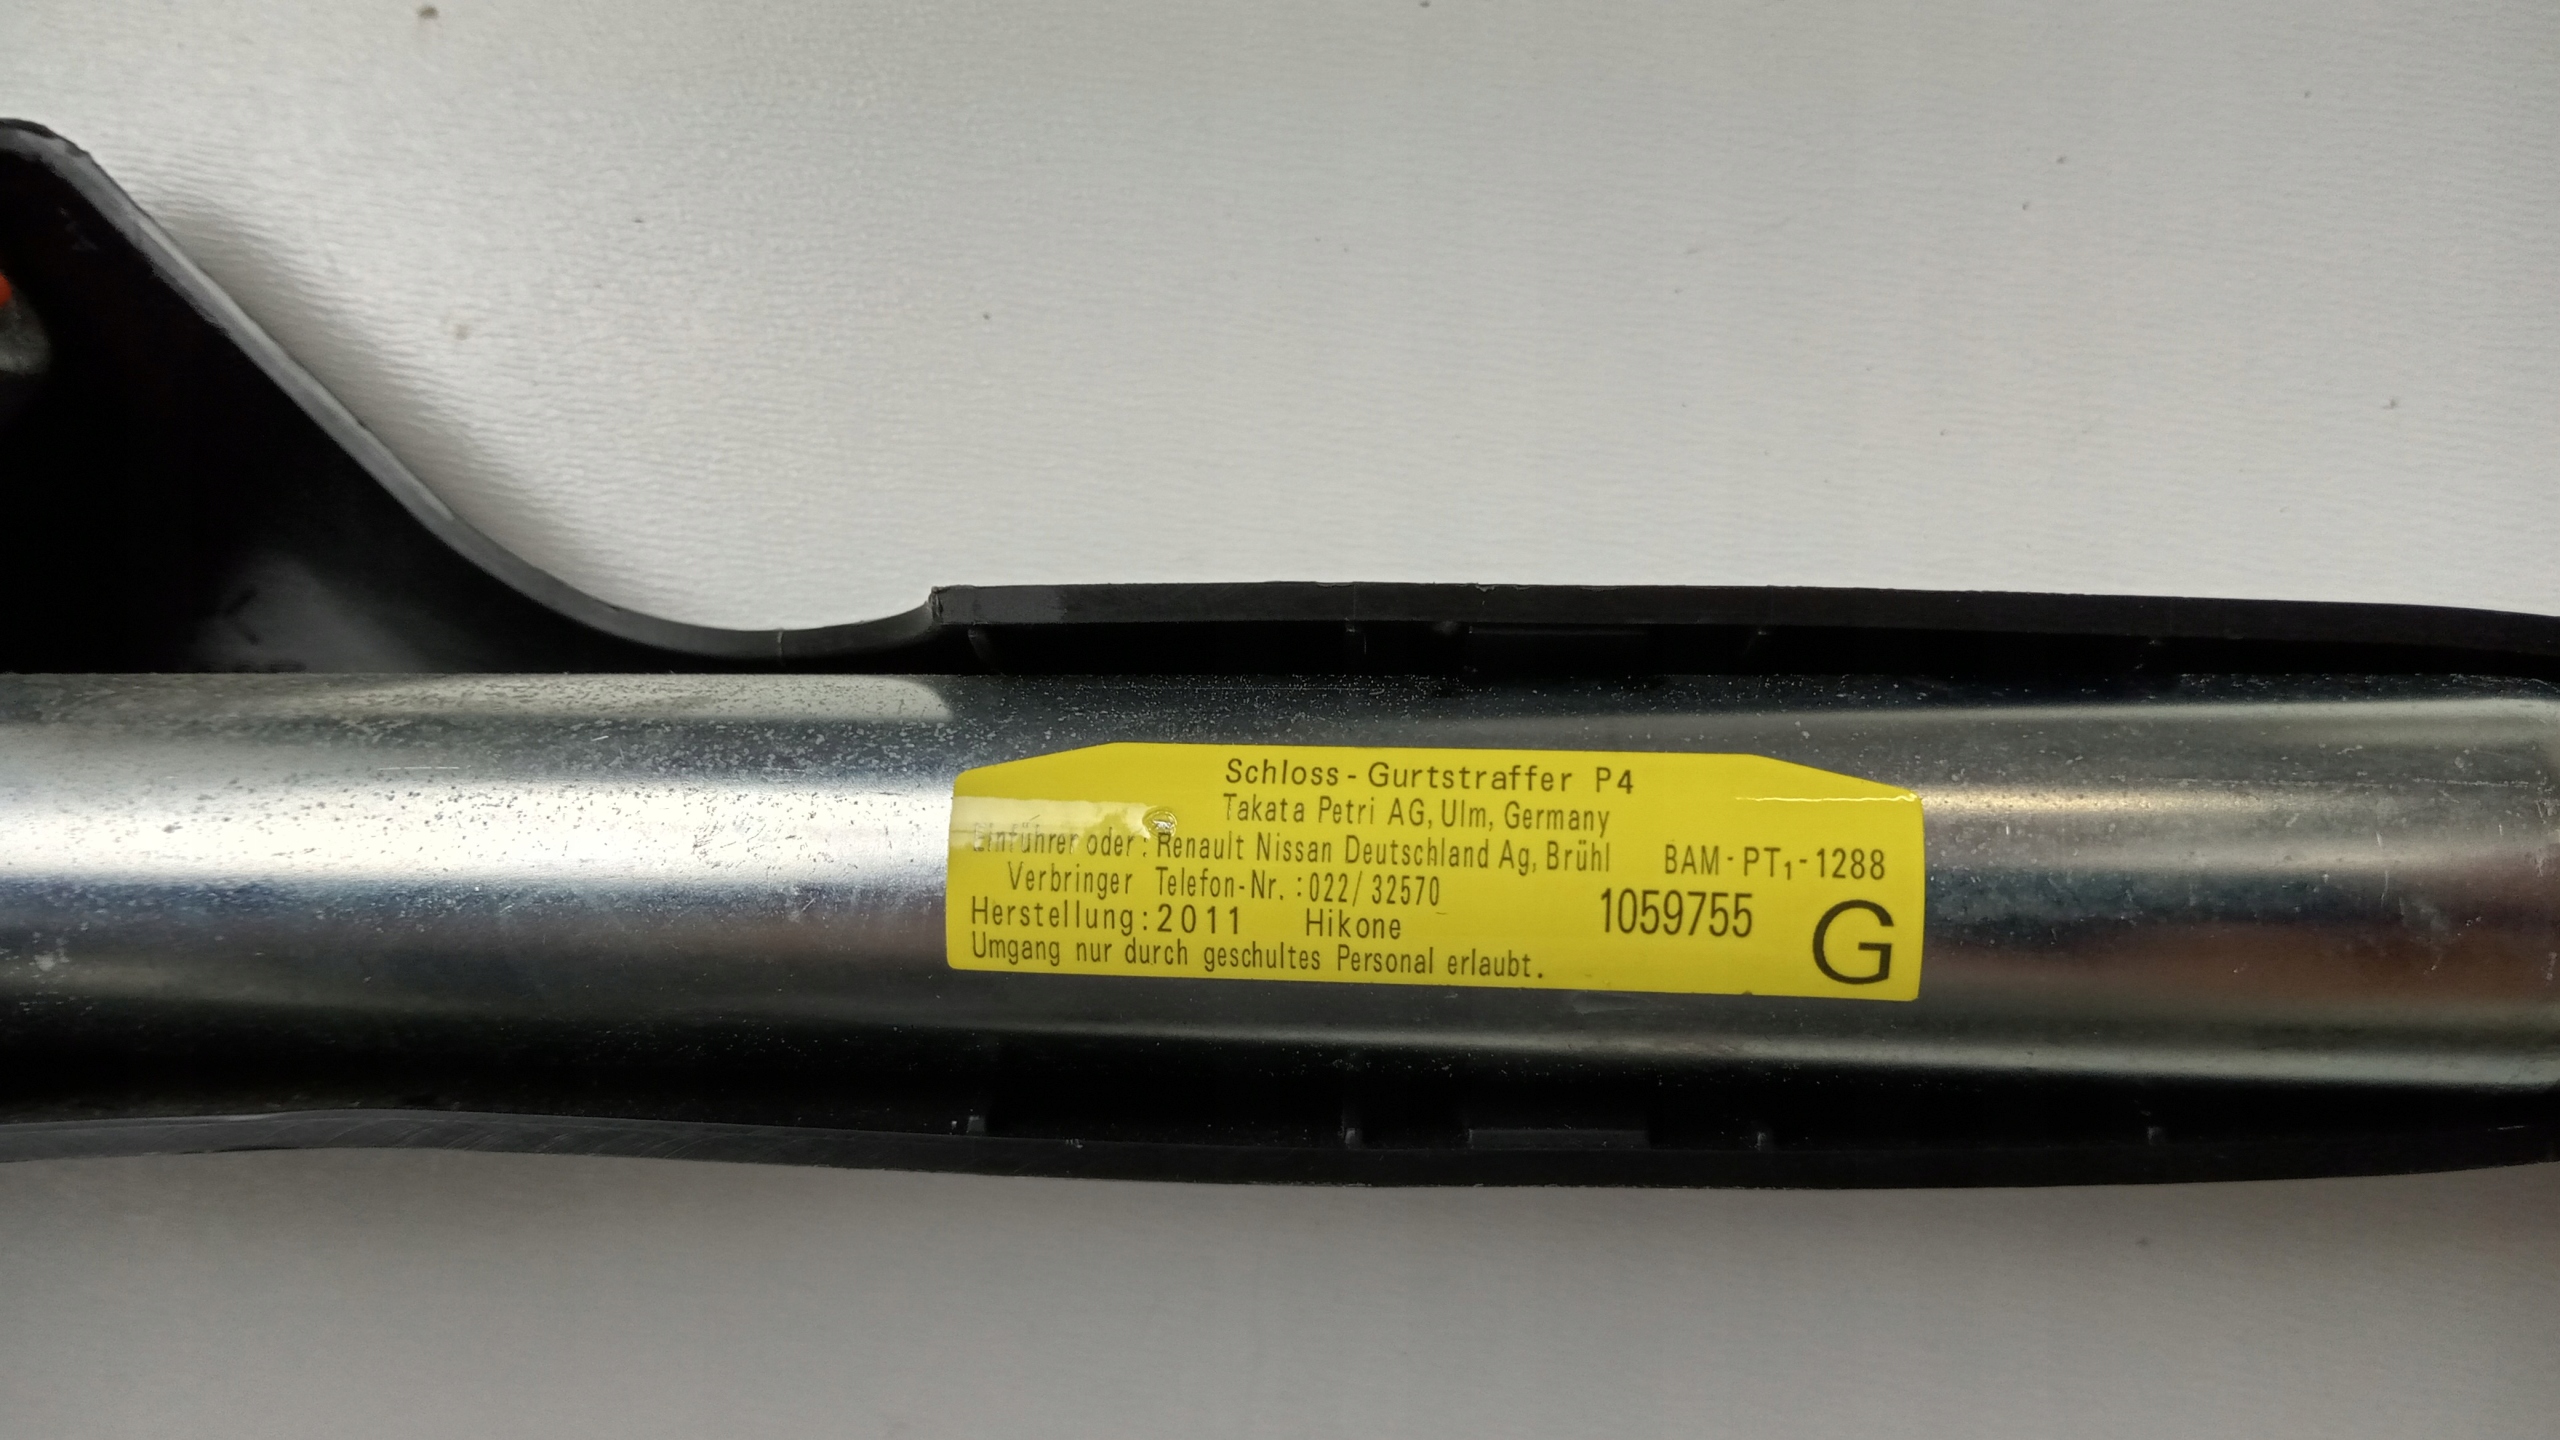 Schloss - Gurtstraffer P4
Takata Petri AG, Ulm, Germany
Einführer oder : Renault Nissan Deutschland Ag, Brühl BAM - PT₁ - 1288
Verbringer Telefon-Nr. : 022/ 32570
1059755
Herstellung : 2011 Hikone
G
Umgang nur durch geschultes Personal erlaubt.